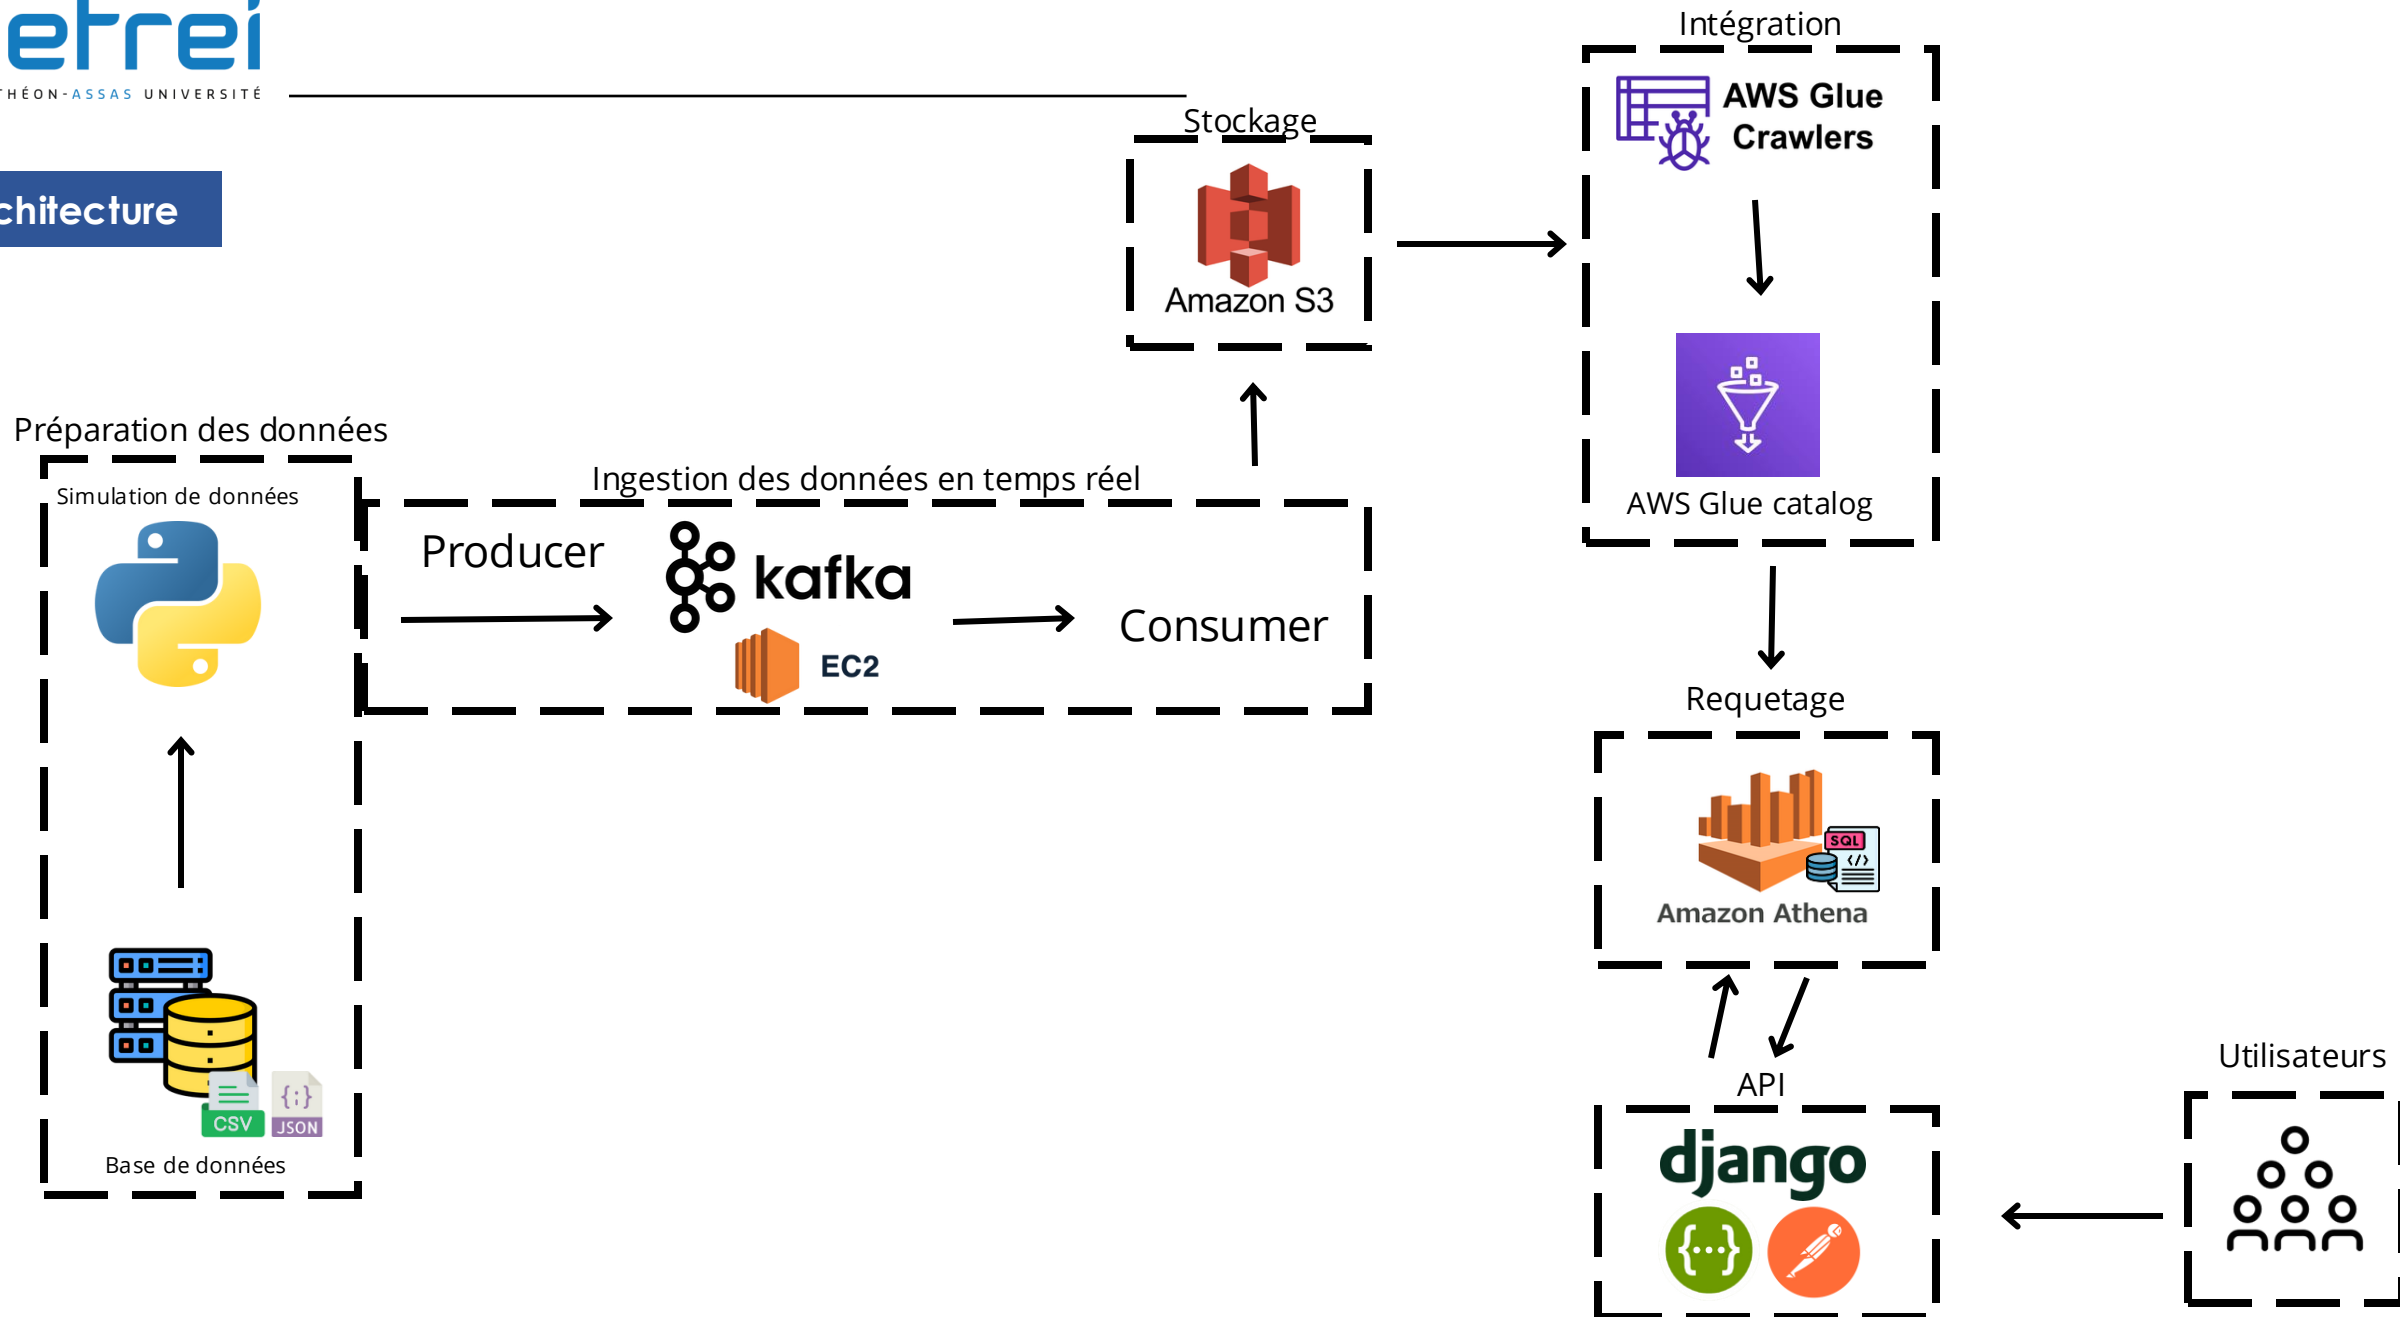 efrei
THÉON-ASSAS UNIVERSITÉ
chitecture
Stockage
Amazon S3
Intégration
AWS Glue
Crawlers
AWS Glue catalog
Préparation des données
Simulation de données
Base de données
CSV
{;}
JSON
Ingestion des données en temps réel
Producer
kafka
EC2
Consumer
Requetage
SQL
</>
Amazon Athena
API
django
{...}
Utilisateurs